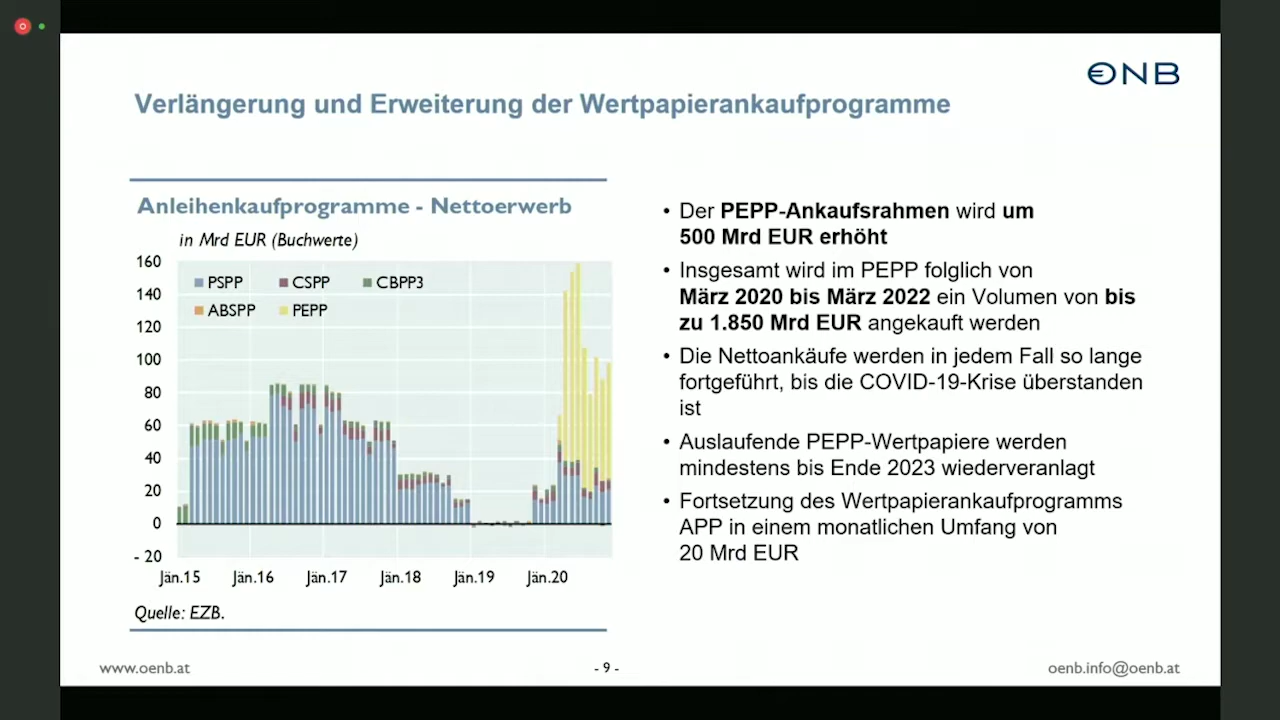 €NB
Verlängerung und Erweiterung der Wertpapierankaufprogramme
Anleihenkaufprogramme - Nettoerwerb
in Mrd EUR (Buchwerte)
160
140
120
100
80
60
40
20
0
- 20
PSPP CSPP CBPP3
ABSPP PEPP
Jän.15 Jän.16 Jän.17 Jän.18 Jän.19 Jän.20
Quelle: EZB.
• Der PEPP-Ankaufsrahmen wird um
500 Mrd EUR erhöht
• Insgesamt wird im PEPP folglich von
März 2020 bis März 2022 ein Volumen von bis
zu 1.850 Mrd EUR angekauft werden
• Die Nettoankäufe werden in jedem Fall so lange
fortgeführt, bis die COVID-19-Krise überstanden
ist
• Auslaufende PEPP-Wertpapiere werden
mindestens bis Ende 2023 wiederveranlagt
• Fortsetzung des Wertpapierankaufprogramms
APP in einem monatlichen Umfang von
20 Mrd EUR
www.oenb.at
- 9 -
oenb.info@oenb.at